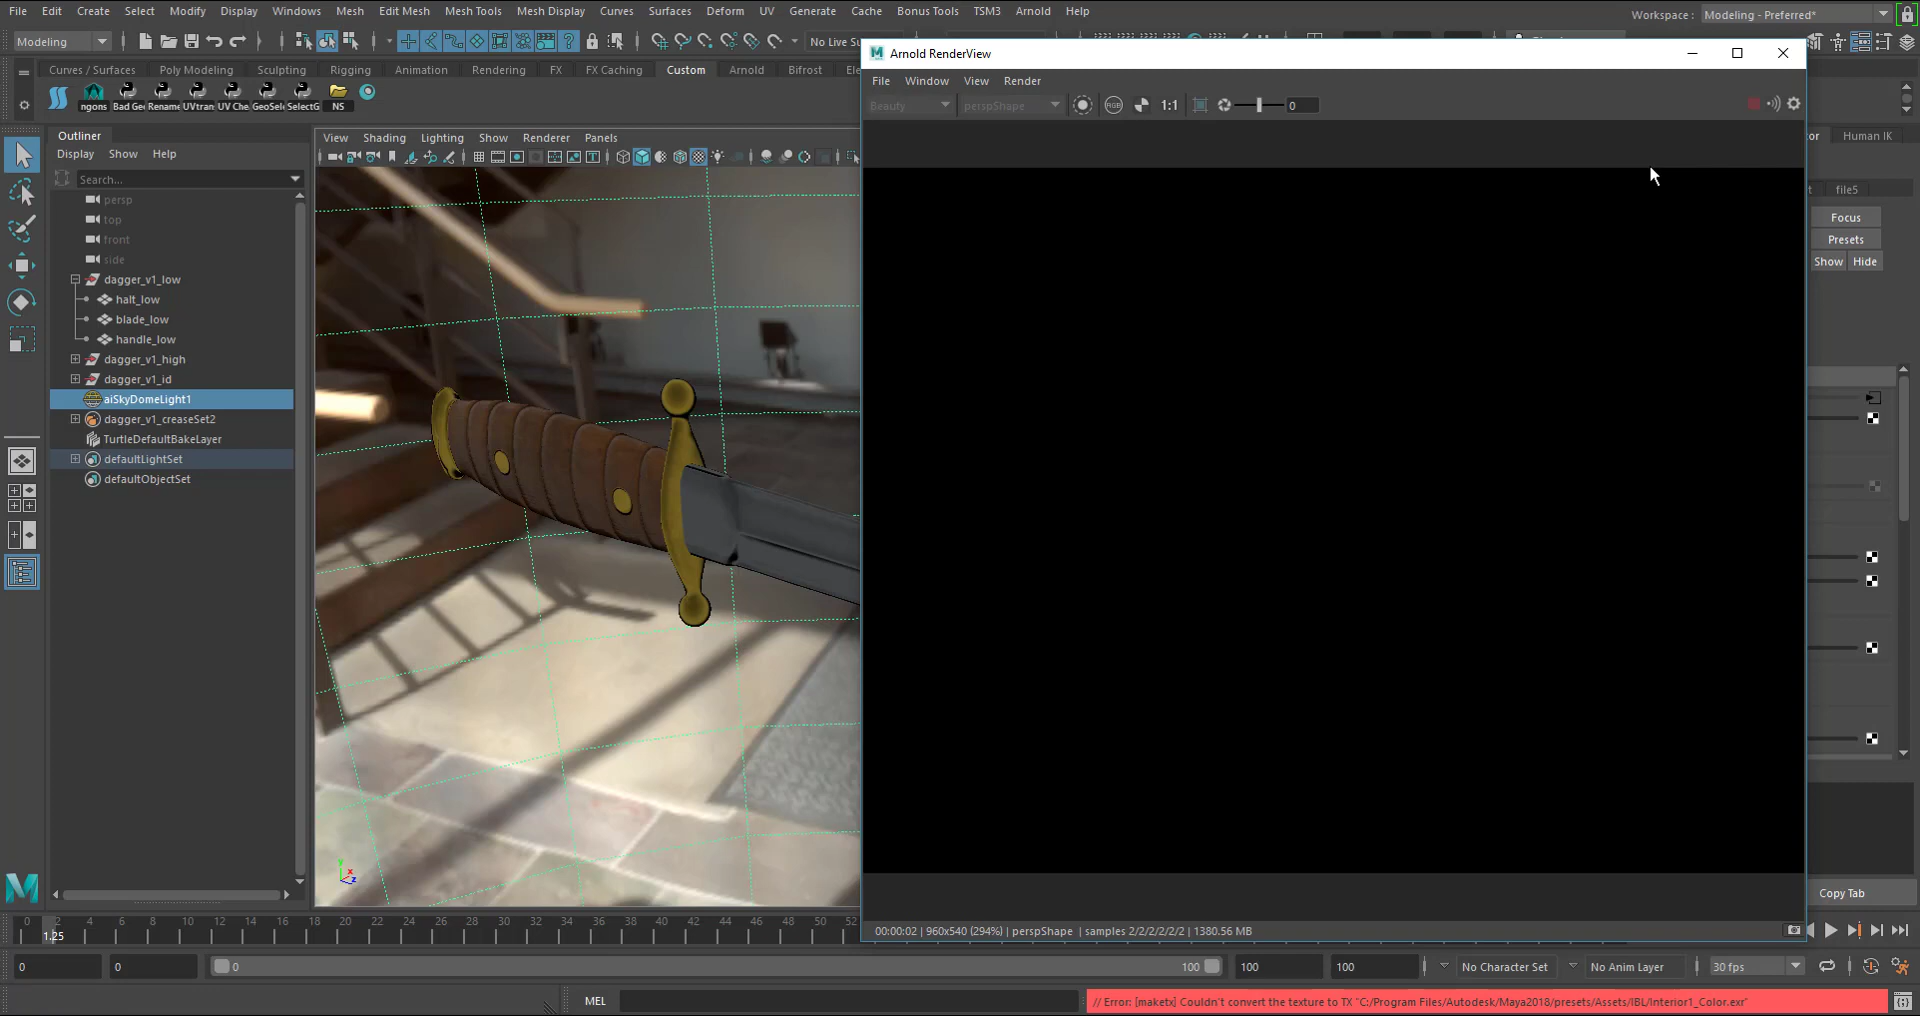 File Edit Create Select Modify Display Windows Mesh Edit Mesh Mesh Tools Mesh Display Curves Surfaces Deform UV Generate Cache Bonus Tools TSM3 Arnold Help
Workspace : Modeling - Preferred*
Modeling
No Live Su
Arnold RenderView
Curves / Surfaces Poly Modeling Sculpting Rigging Animation Rendering FX FX Caching Custom Arnold Bifrost
File Window View Render
ngons Bad Ge Rename UVtran UV Che GeoSel SelectG NS
Beauty perspShape RGB 1:1 0
Outliner
View Shading Lighting Show Renderer Panels
Human IK
Display Show Help
Search...
persp
top
front
side
dagger_v1_low
halt_low
blade_low
handle_low
dagger_v1_high
dagger_v1_id
aiSkyDomeLight1
dagger_v1_creaseSet2
TurtleDefaultBakeLayer
defaultLightSet
defaultObjectSet
file5
Focus
Presets
Show Hide
Copy Tab
y x z
0 2 4 6 8 10 12 14 16 18 20 22 24 26 28 30 32 34 36 38 40 42 44 46 48 50 52
1.25
00:00:02 | 960x540 (294%) | perspShape | samples 2/2/2/2/2/2 | 1380.56 MB
0 0 0 100 100 100 No Character Set No Anim Layer 30 fps
MEL
// Error: [maketx] Couldn't convert the texture to TX "C:/Program Files/Autodesk/Maya2018/presets/Assets/IBL/Interior1_Color.exr"